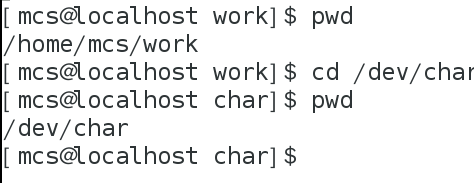 [mcs@localhost work]$ pwd
/home/mcs/work
[mcs@localhost work]$ cd /dev/char
[mcs@localhost char]$ pwd
/dev/char
[mcs@localhost char]$